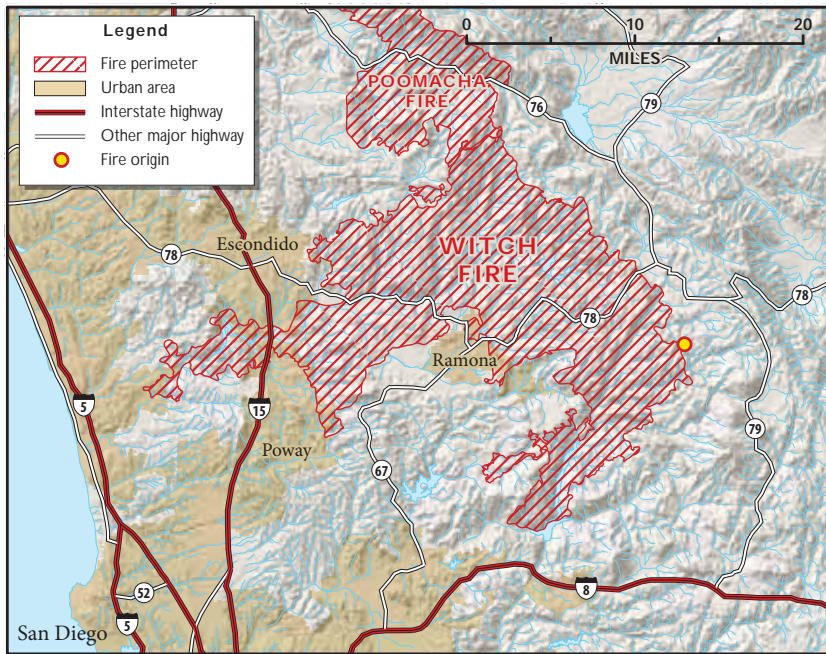 Legend
Fire perimeter
Urban area
Interstate highway
Other major highway
Fire origin
0 10 20
MILES
POOMACHA
FIRE
76
79
Escondido
78
WITCH
FIRE
78
78
Ramona
5
15
79
Poway
67
52
8
5
San Diego